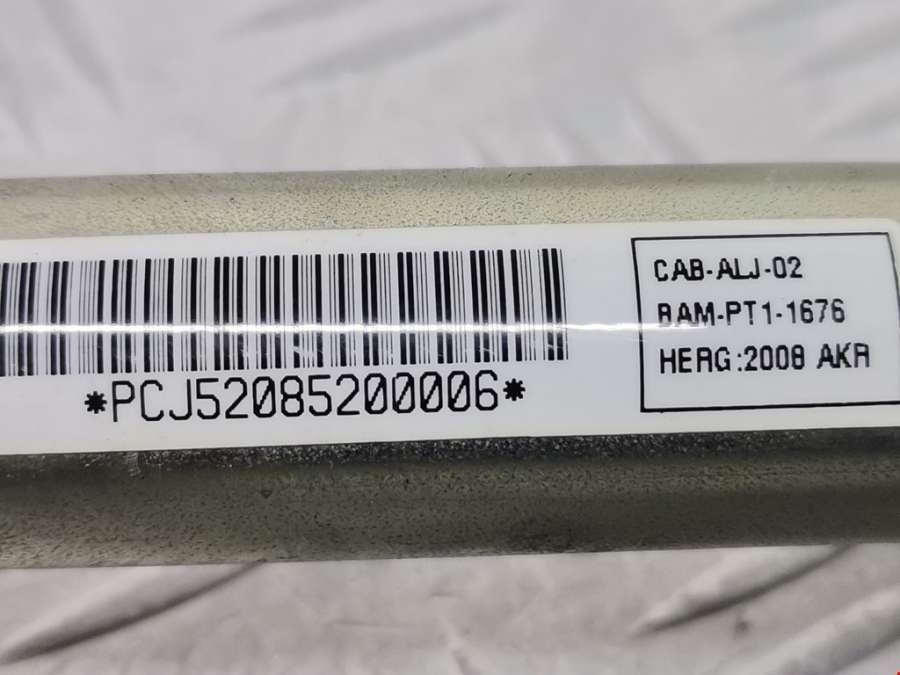 *PCJ52085200006*
CAB-ALJ-02
BAM-PT1-1676
HERG:2008 AKR